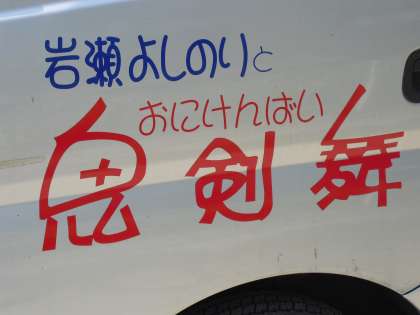 岩瀬よしのりと
おにけんばい
鬼剣舞